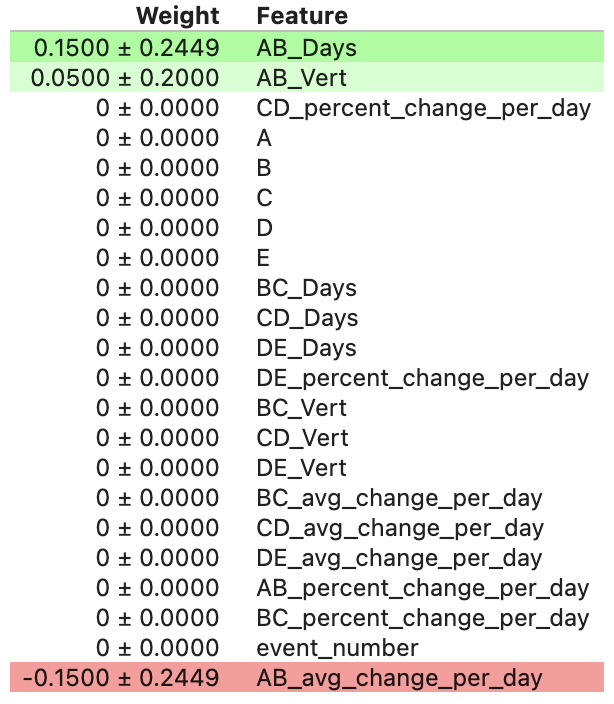 Weight Feature
0.1500 ± 0.2449 AB_Days
0.0500 ± 0.2000 AB_Vert
0 ± 0.0000 CD_percent_change_per_day
0 ± 0.0000 A
0 ± 0.0000 B
0 ± 0.0000 C
0 ± 0.0000 D
0 ± 0.0000 E
0 ± 0.0000 BC_Days
0 ± 0.0000 CD_Days
0 ± 0.0000 DE_Days
0 ± 0.0000 DE_percent_change_per_day
0 ± 0.0000 BC_Vert
0 ± 0.0000 CD_Vert
0 ± 0.0000 DE_Vert
0 ± 0.0000 BC_avg_change_per_day
0 ± 0.0000 CD_avg_change_per_day
0 ± 0.0000 DE_avg_change_per_day
0 ± 0.0000 AB_percent_change_per_day
0 ± 0.0000 BC_percent_change_per_day
0 ± 0.0000 event_number
-0.1500 ± 0.2449 AB_avg_change_per_day